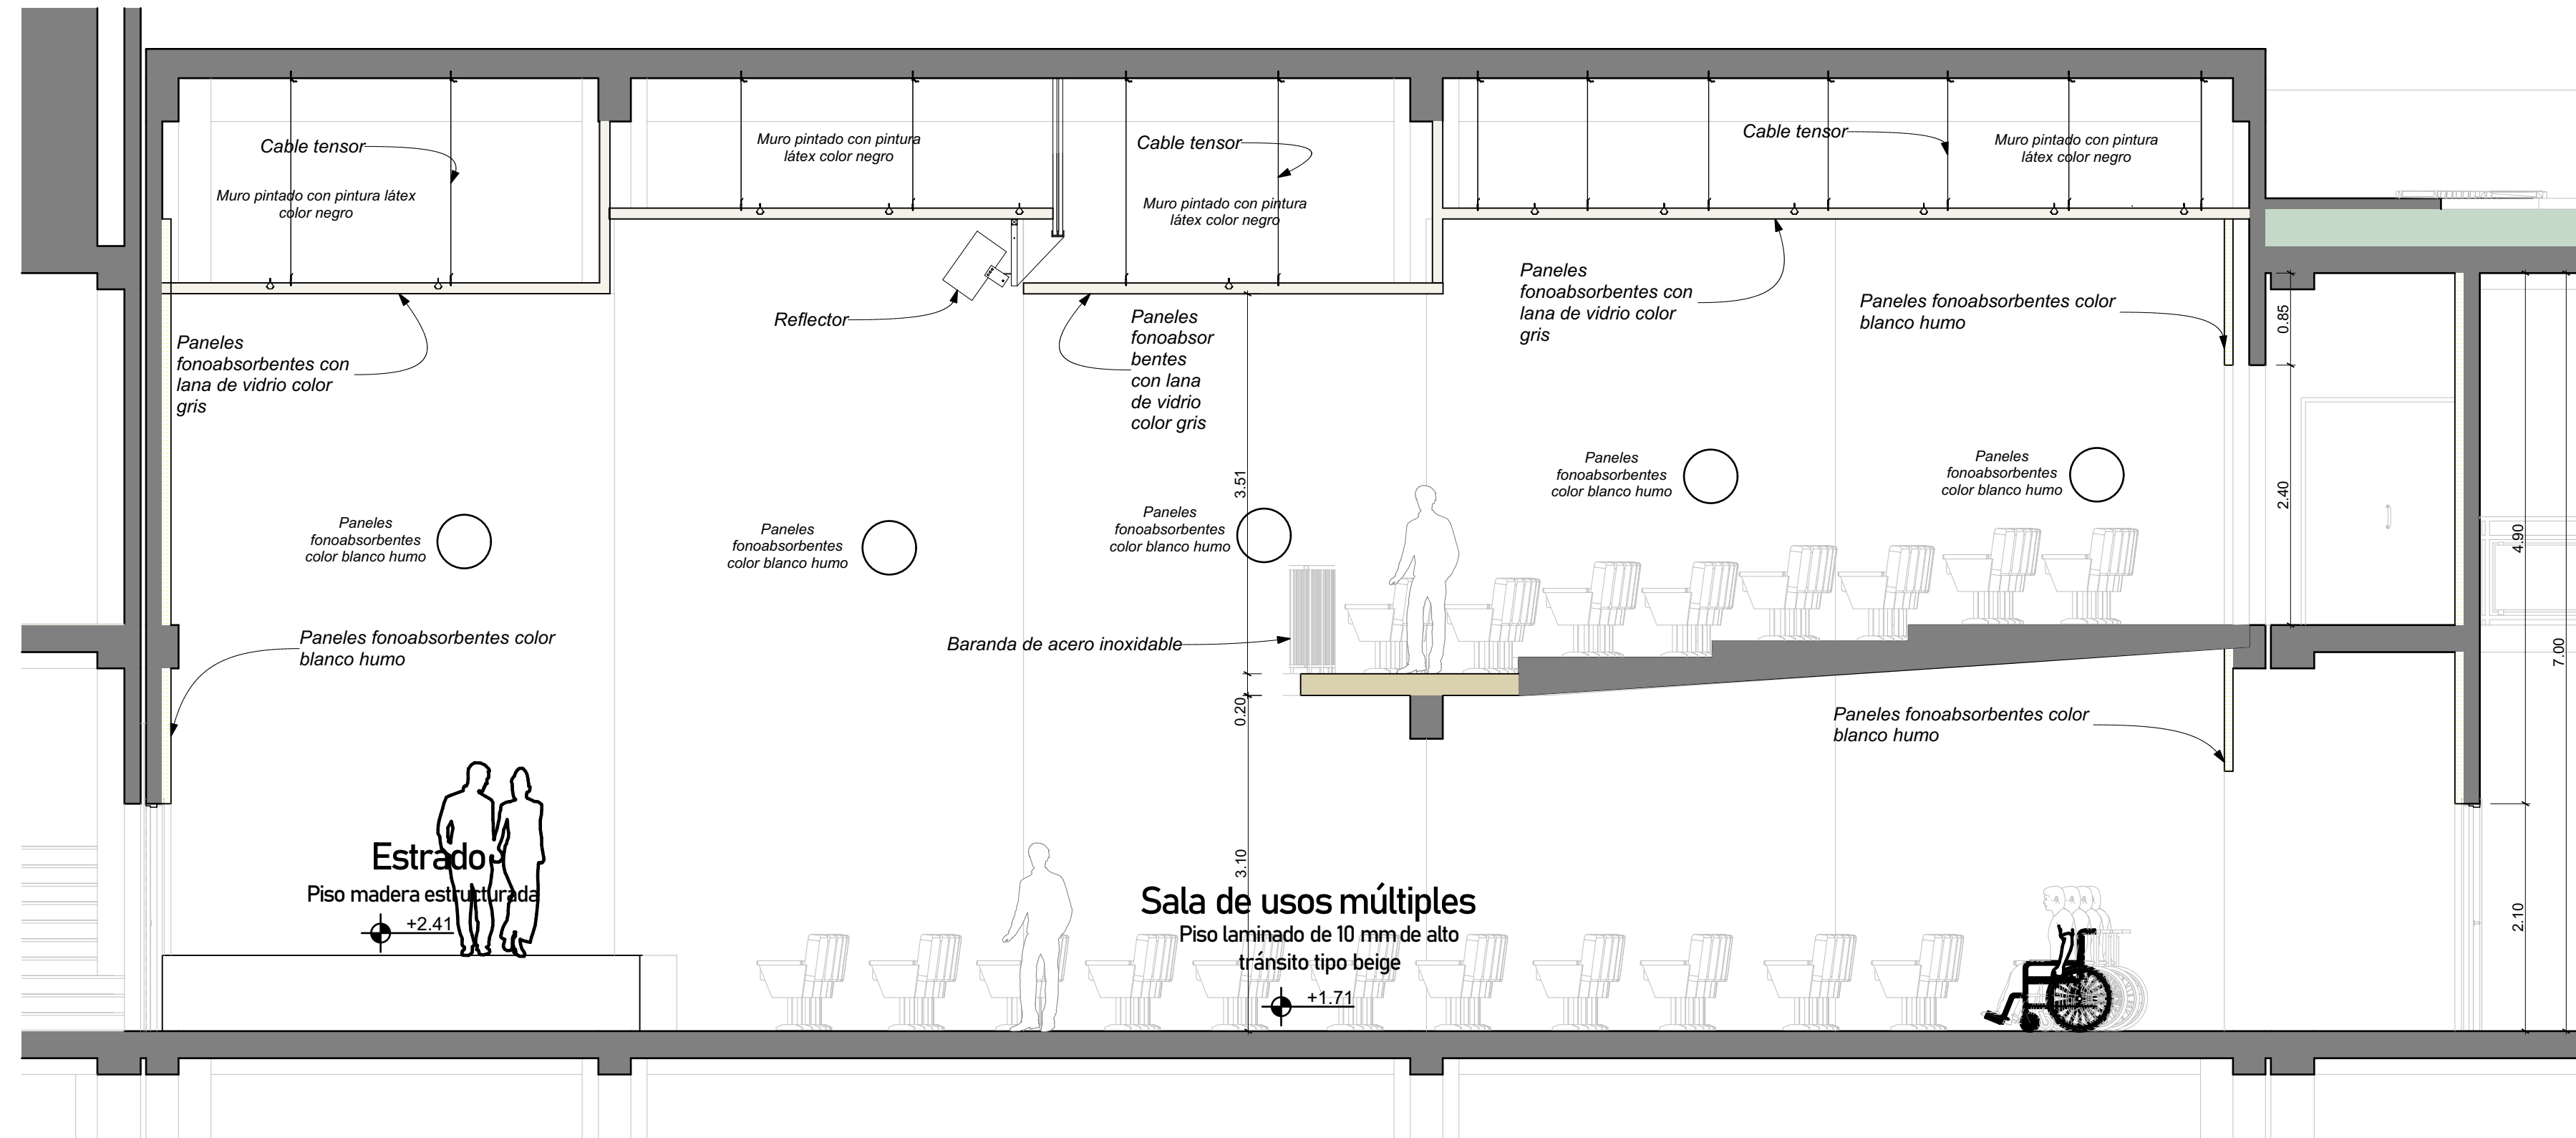 Cable tensor
Muro pintado con pintura látex
color negro
Muro pintado con pintura
látex color negro
Cable tensor
Muro pintado con pintura
látex color negro
Cable tensor
Muro pintado con pintura
látex color negro
Paneles
fonoabsorbentes con
lana de vidrio color
gris
Reflector
Paneles
fonoabsor
bentes
con lana
de vidrio
color gris
Paneles
fonoabsorbentes con
lana de vidrio color
gris
Paneles fonoabsorbentes color
blanco humo
0.85
Paneles
fonoabsorbentes
color blanco humo
Paneles
fonoabsorbentes
color blanco humo
3.51
Paneles
fonoabsorbentes
color blanco humo
Paneles
fonoabsorbentes
color blanco humo
Paneles
fonoabsorbentes
color blanco humo
2.40
4.90
Paneles fonoabsorbentes color
blanco humo
Baranda de acero inoxidable
7.00
0.20
Paneles fonoabsorbentes color
blanco humo
Estrado
Piso madera estructurada
+2.41
3.10
Sala de usos múltiples
Piso laminado de 10 mm de alto
tránsito tipo beige
+1.71
2.10